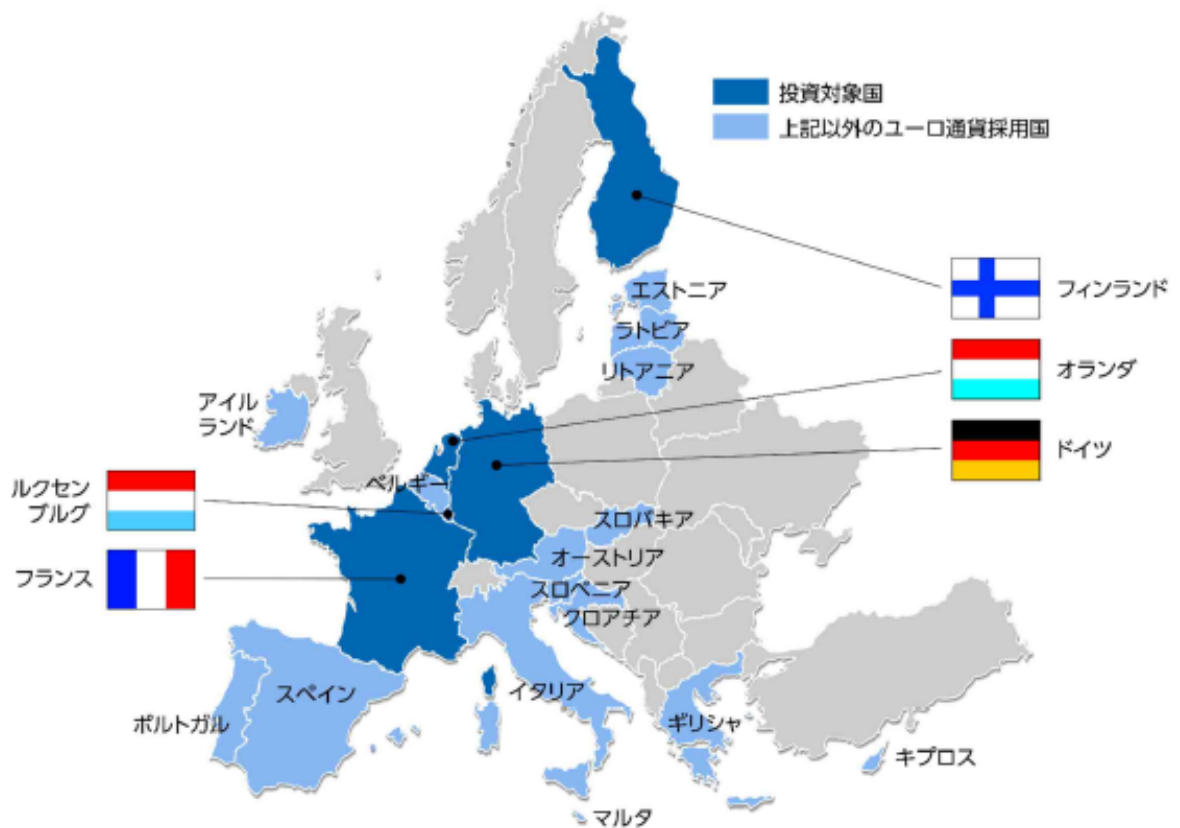 投資対象国
上記以外のユーロ通貨採用国
フィンランド
エストニア
ラトビア
リトアニア
オランダ
アイル
ランド
ドイツ
ベルギー
ルクセン
ブルグ
スロバキア
オーストリア
フランス
スロベニア
クロアチア
スペイン
イタリア
ポルトガル
ギリシャ
キプロス
マルタ